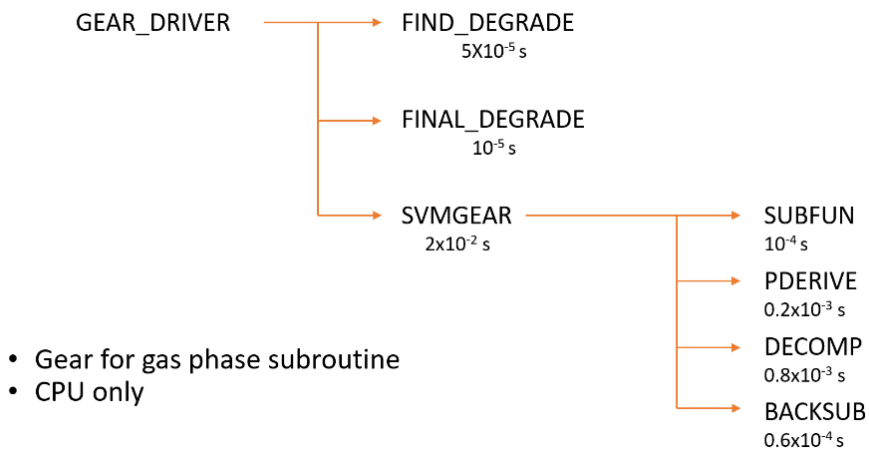 GEAR_DRIVER
FIND_DEGRADE
5X10⁻⁵ s
FINAL_DEGRADE
10⁻⁵ s
SVMGEAR
2x10⁻² s
SUBFUN
10⁻⁴ s
PDERIVE
0.2x10⁻³ s
DECOMP
0.8x10⁻³ s
BACKSUB
0.6x10⁻⁴ s
• Gear for gas phase subroutine
• CPU only